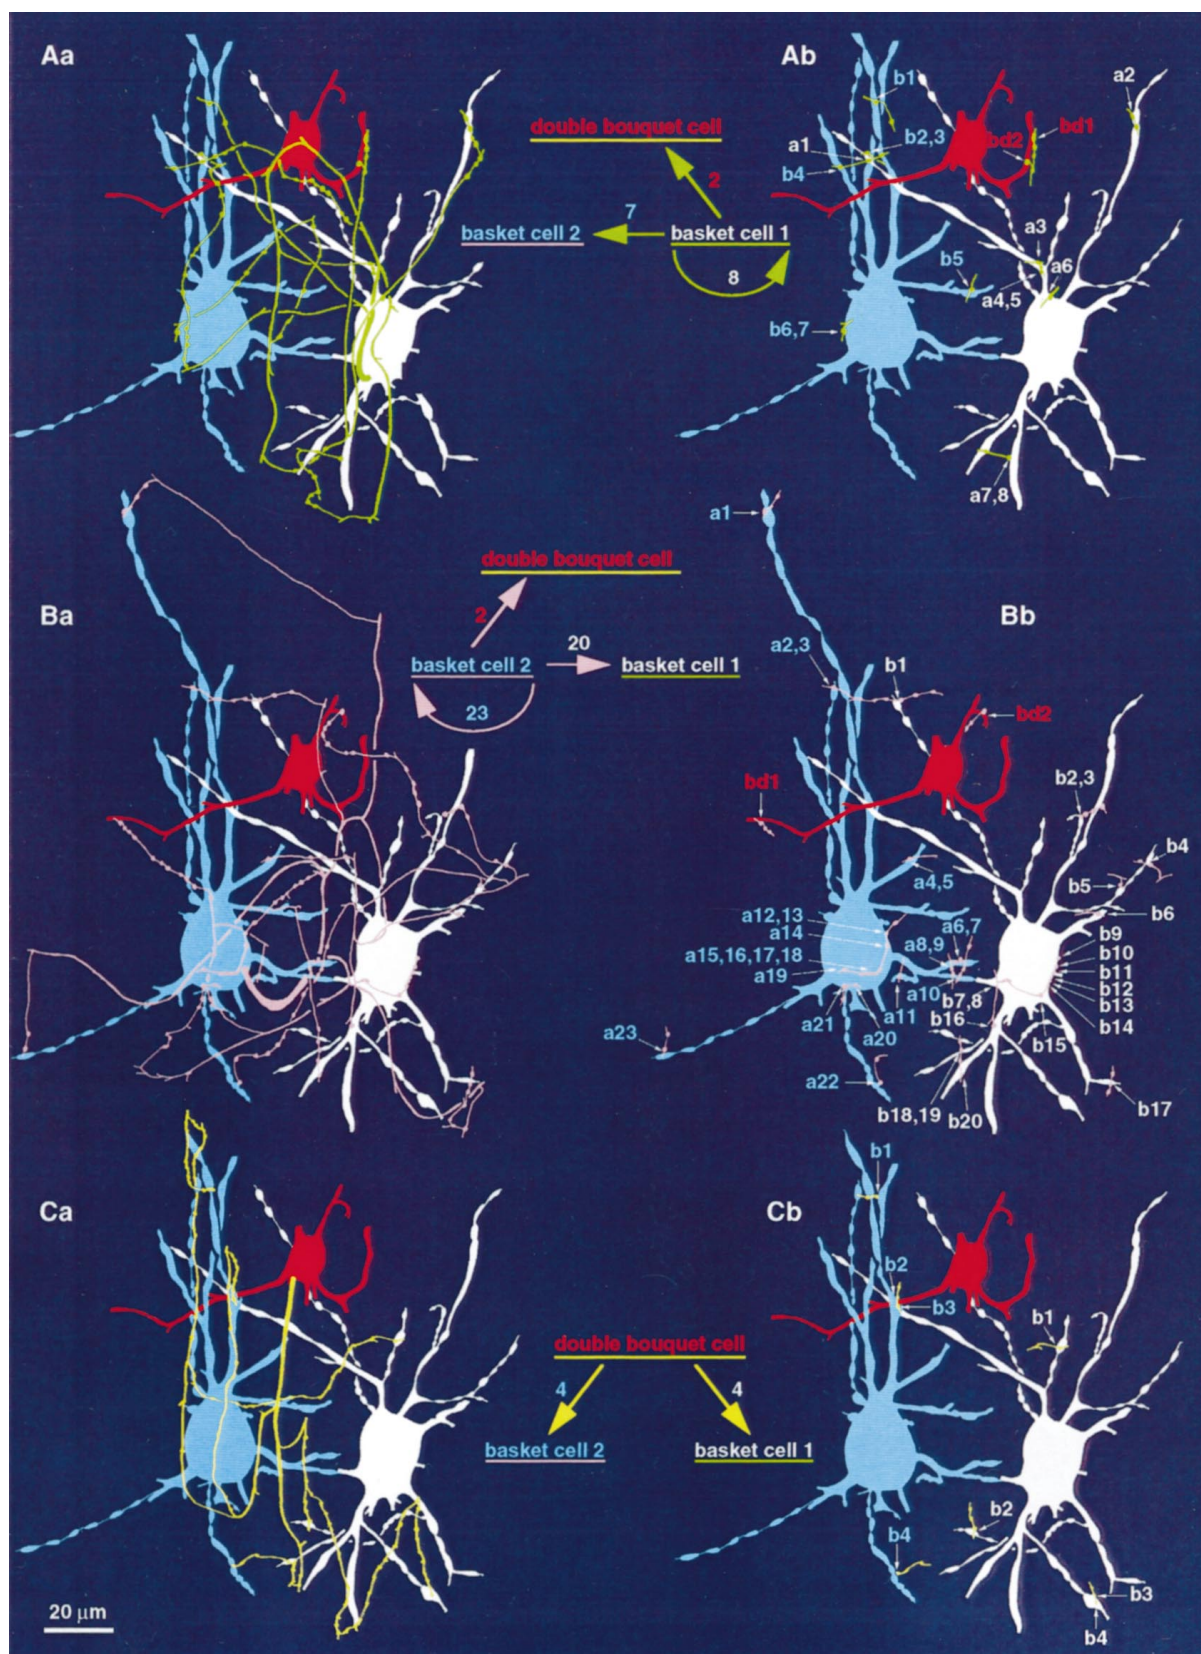 Aa
Ab
double bouquet cell
2
7
basket cell 2
basket cell 1
8
b1
a2
a1
b2,3
bd2
bd1
b4
a3
b5
a6
a4,5
b6,7
a7,8
Ba
Bb
double bouquet cell
2
20
basket cell 2
basket cell 1
23
a1
a2,3
b1
bd2
bd1
b2,3
b4
a4,5
b5
b6
a12,13
a14
a6,7
a8,9
a15,16,17,18
a19
b9
b10
b11
b12
b13
b14
a10
b7,8
a11
b16
a21
a20
b15
a23
a22
b18,19
b20
b17
Ca
Cb
double bouquet cell
4
4
basket cell 2
basket cell 1
b1
b2
b3
b1
b2
b4
b3
b4
20 µm